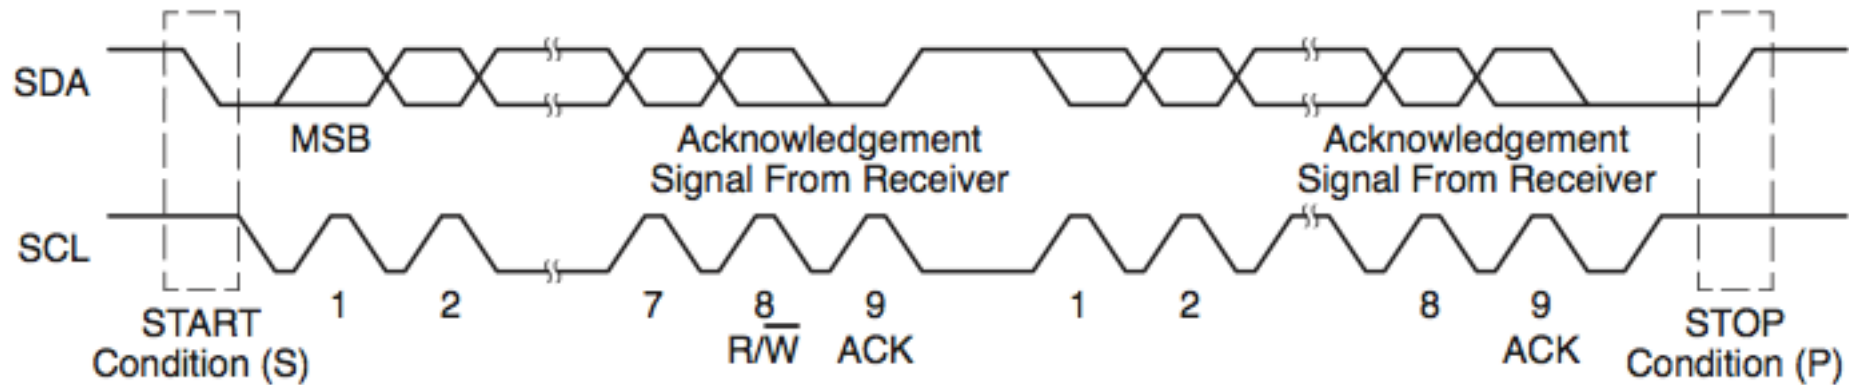 SDA
MSB
Acknowledgement
Signal From Receiver
Acknowledgement
Signal From Receiver
SCL
1 2 7 8 9 1 2 8 9
R/W̅ ACK ACK
START
Condition (S)
STOP
Condition (P)